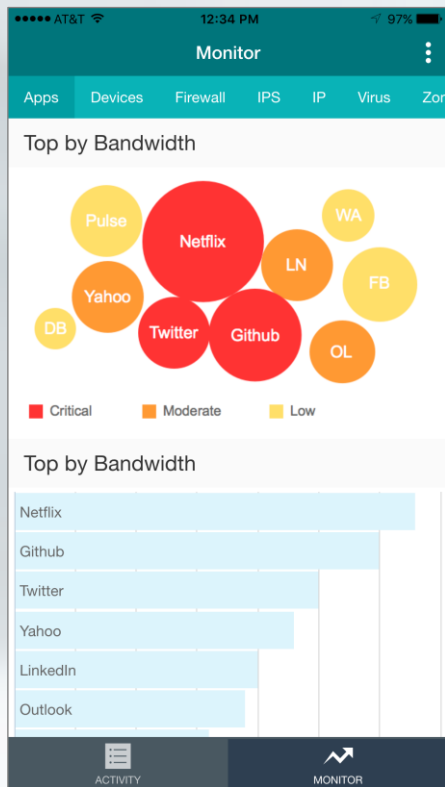 AT&T 12:34 PM 97%
Monitor
Apps Devices Firewall IPS IP Virus Zon
Top by Bandwidth
Pulse
WA
Netflix
LN
FB
Yahoo
DB
Twitter
Github
OL
Critical Moderate Low
Top by Bandwidth
Netflix
Github
Twitter
Yahoo
LinkedIn
Outlook
ACTIVITY MONITOR